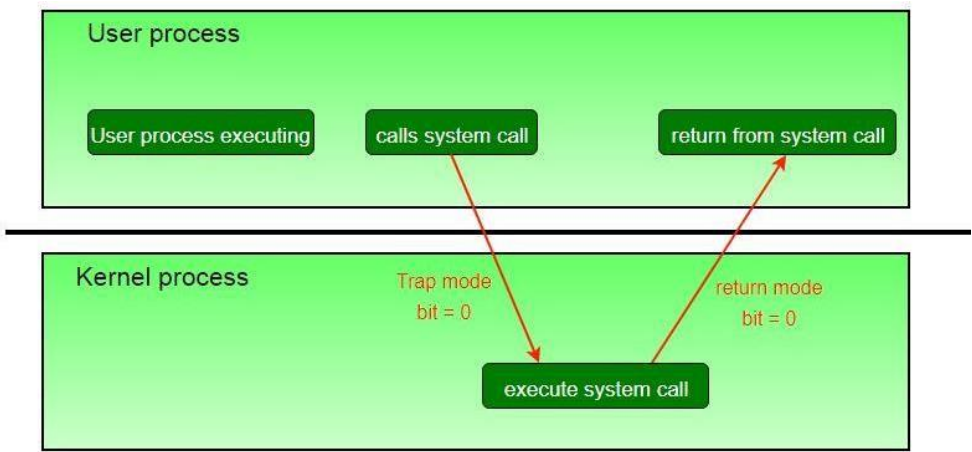 User process
User process executing
calls system call
return from system call
Kernel process
Trap mode
bit = 0
return mode
bit = 0
execute system call